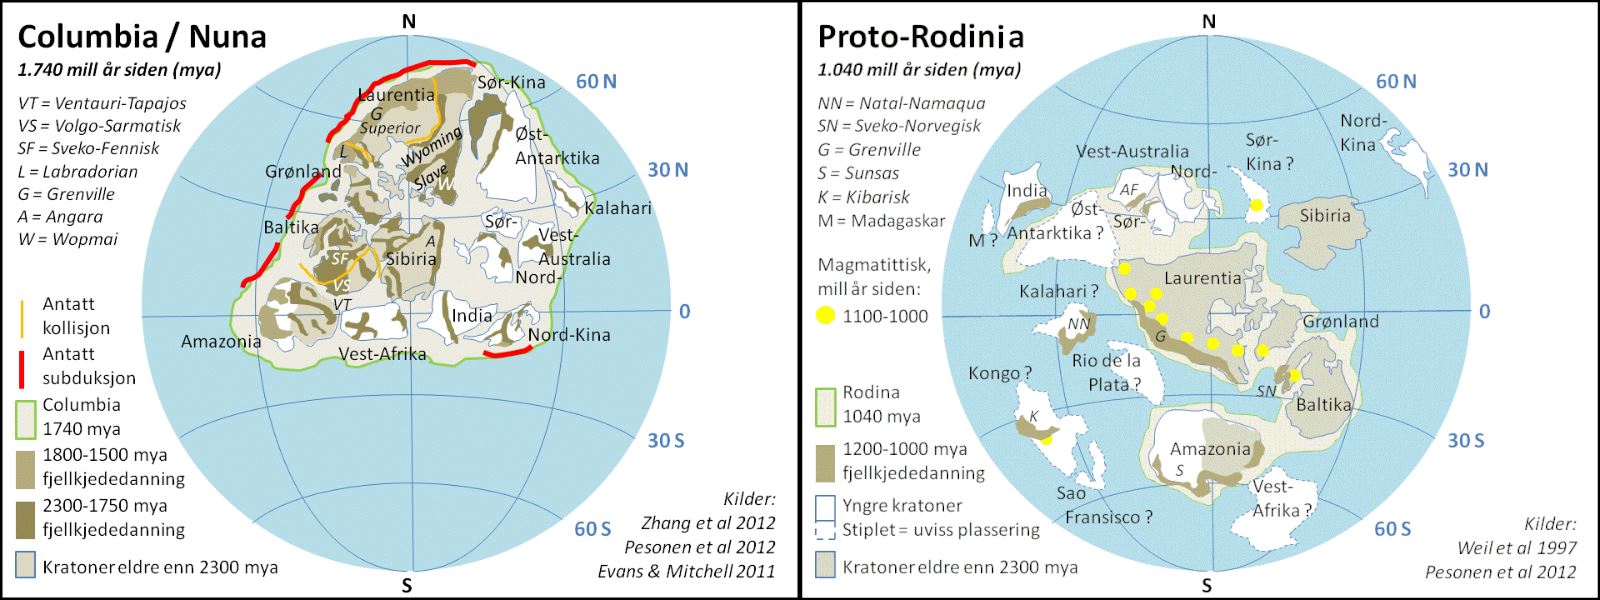 Columbia / Nuna
1.740 mill år siden (mya)
VT = Ventauri-Tapajos
VS = Volgo-Sarmatisk
SF = Sveko-Fennisk
L = Labradorian
G = Grenville
A = Angara
W = Wopmai
Antatt
kollisjon
Antatt
subduksjon
Columbia
1740 mya
1800-1500 mya
fjellkjededanning
2300-1750 mya
fjellkjededanning
Kratoner eldre enn 2300 mya
N
60 N
30 N
0
30 S
60 S
S
Laurentia
G
Superior
Sør-Kina
Wyoming
Slave
W
L
Øst-
Antarktika
Grønland
Kalahari
Baltika
Sør-
Vest-
Australia
Nord-
A
SF
Sibiria
VS
VT
India
Nord-Kina
Amazonia
Vest-Afrika
Kilder:
Zhang et al 2012
Pesonen et al 2012
Evans & Mitchell 2011
Proto-Rodinia
1.040 mill år siden (mya)
NN = Natal-Namaqua
SN = Sveko-Norvegisk
G = Grenville
S = Sunsas
K = Kibarisk
M = Madagaskar
Magmatittisk,
mill år siden:
1100-1000
Rodina
1040 mya
1200-1000 mya
fjellkjededanning
Yngre kratoner
Stiplet = uviss plassering
Kratoner eldre enn 2300 mya
N
60 N
30 N
0
30 S
60 S
S
Nord-
Kina
Sør-
Kina ?
Vest-Australia
Nord-
AF
Sør-
India
M ?
Øst-
Antarktika ?
Sibiria
Laurentia
Kalahari ?
NN
G
Grønland
Rio de la
Plata ?
Kongo ?
K
SN
Baltika
Amazonia
S
Sao
Fransisco ?
Vest-
Afrika ?
Kilder:
Weil et al 1997
Pesonen et al 2012